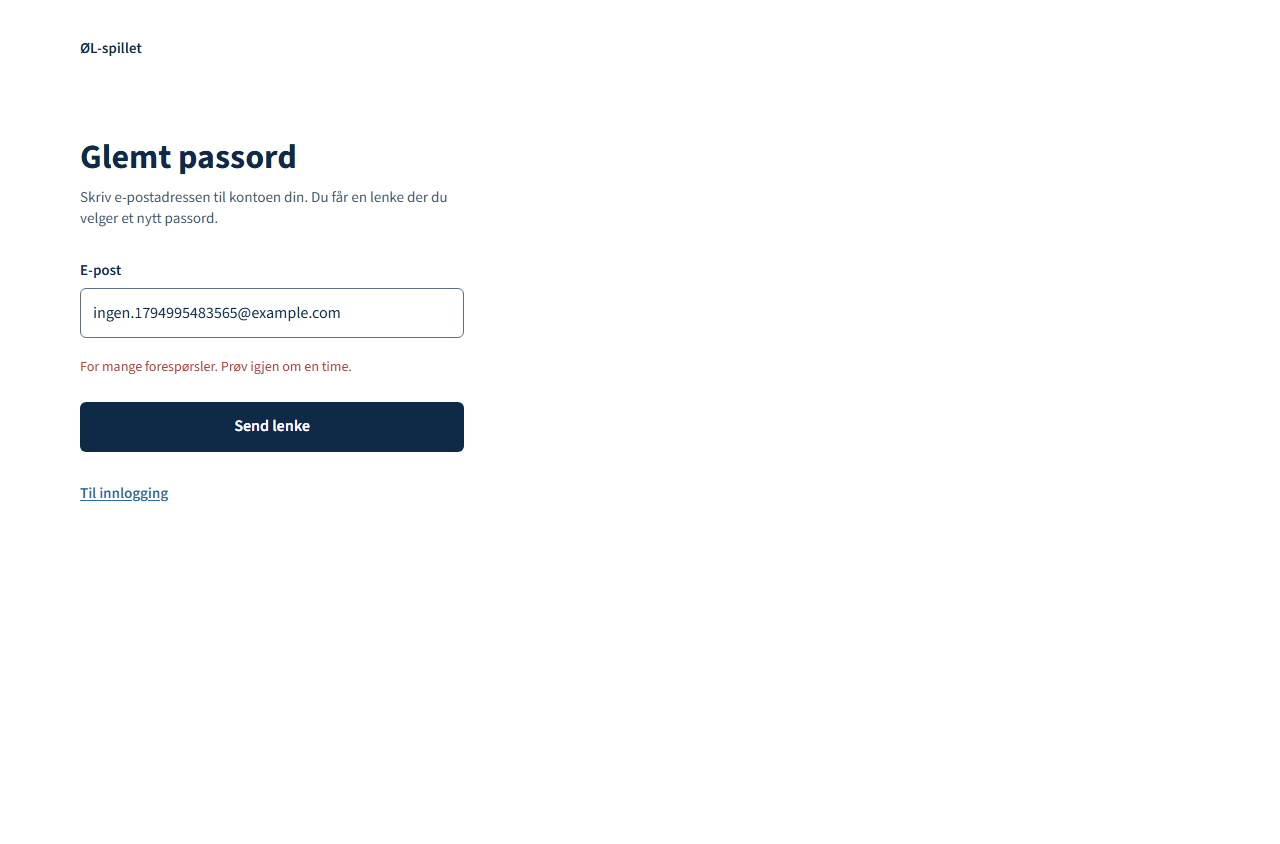 ØL-spillet
Glemt passord
Skriv e-postadressen til kontoen din. Du får en lenke der du
velger et nytt passord.
E-post
ingen.1794995483565@example.com
For mange forespørsler. Prøv igjen om en time.
Send lenke
Til innlogging